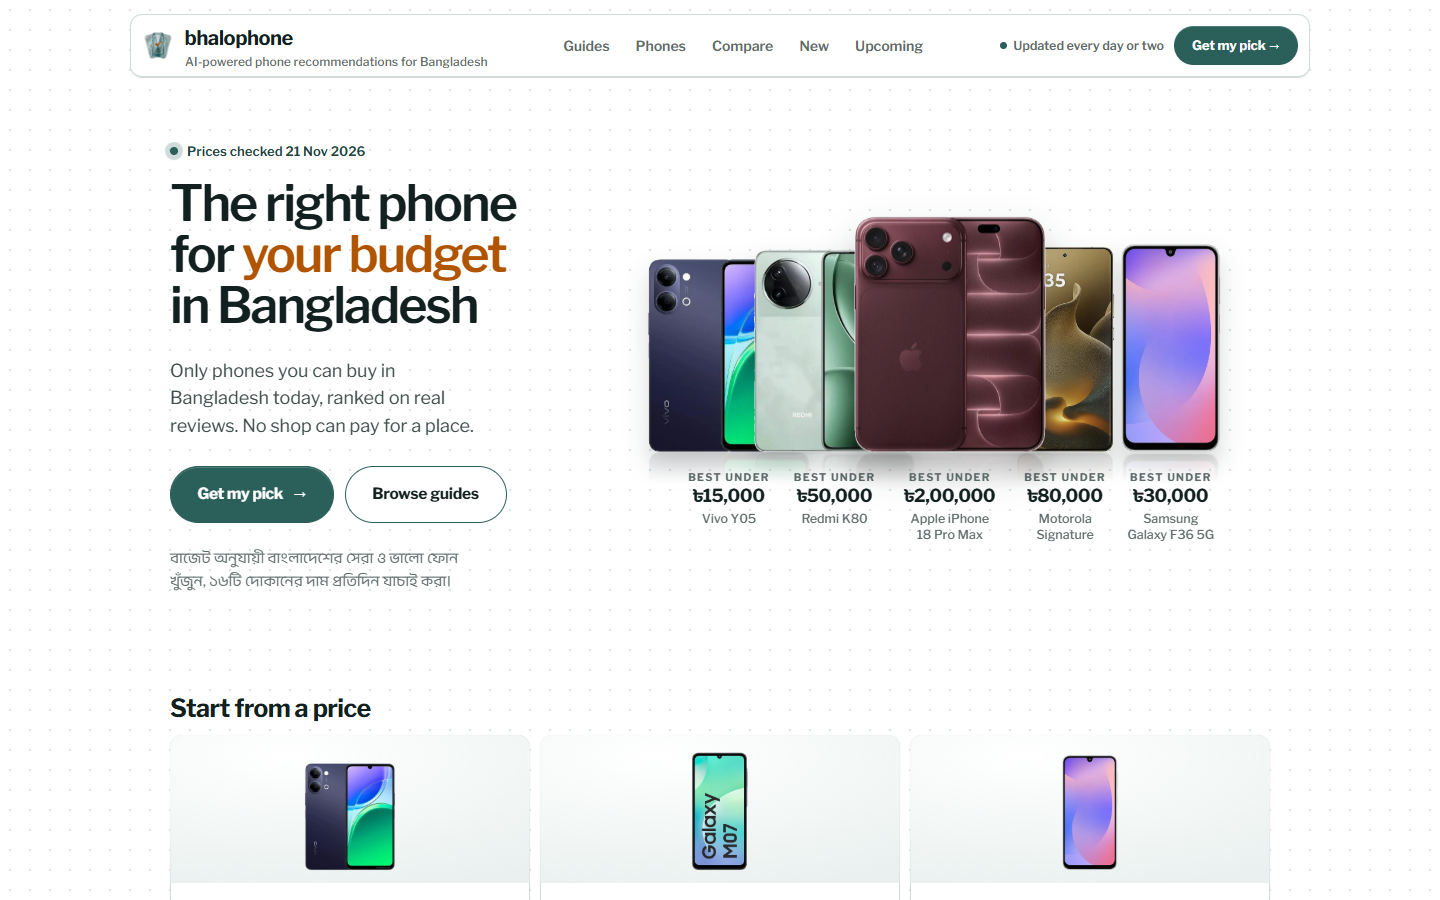 bhalophone
AI-powered phone recommendations for Bangladesh
Guides
Phones
Compare
New
Upcoming
Updated every day or two
Get my pick →
Prices checked 21 Nov 2026
The right phone
for your budget
in Bangladesh
Only phones you can buy in
Bangladesh today, ranked on real
reviews. No shop can pay for a place.
Get my pick →
Browse guides
বাজেট অনুযায়ী বাংলাদেশের সেরা ও ভালো ফোন
খুঁজুন, ১৬টি দোকানের দাম প্রতিদিন যাচাই করা।
vivo
REDMI
35
BEST UNDER
৳15,000
Vivo Y05
BEST UNDER
৳50,000
Redmi K80
BEST UNDER
৳2,00,000
Apple iPhone
18 Pro Max
BEST UNDER
৳80,000
Motorola
Signature
BEST UNDER
৳30,000
Samsung
Galaxy F36 5G
Start from a price
vivo
Galaxy
M07